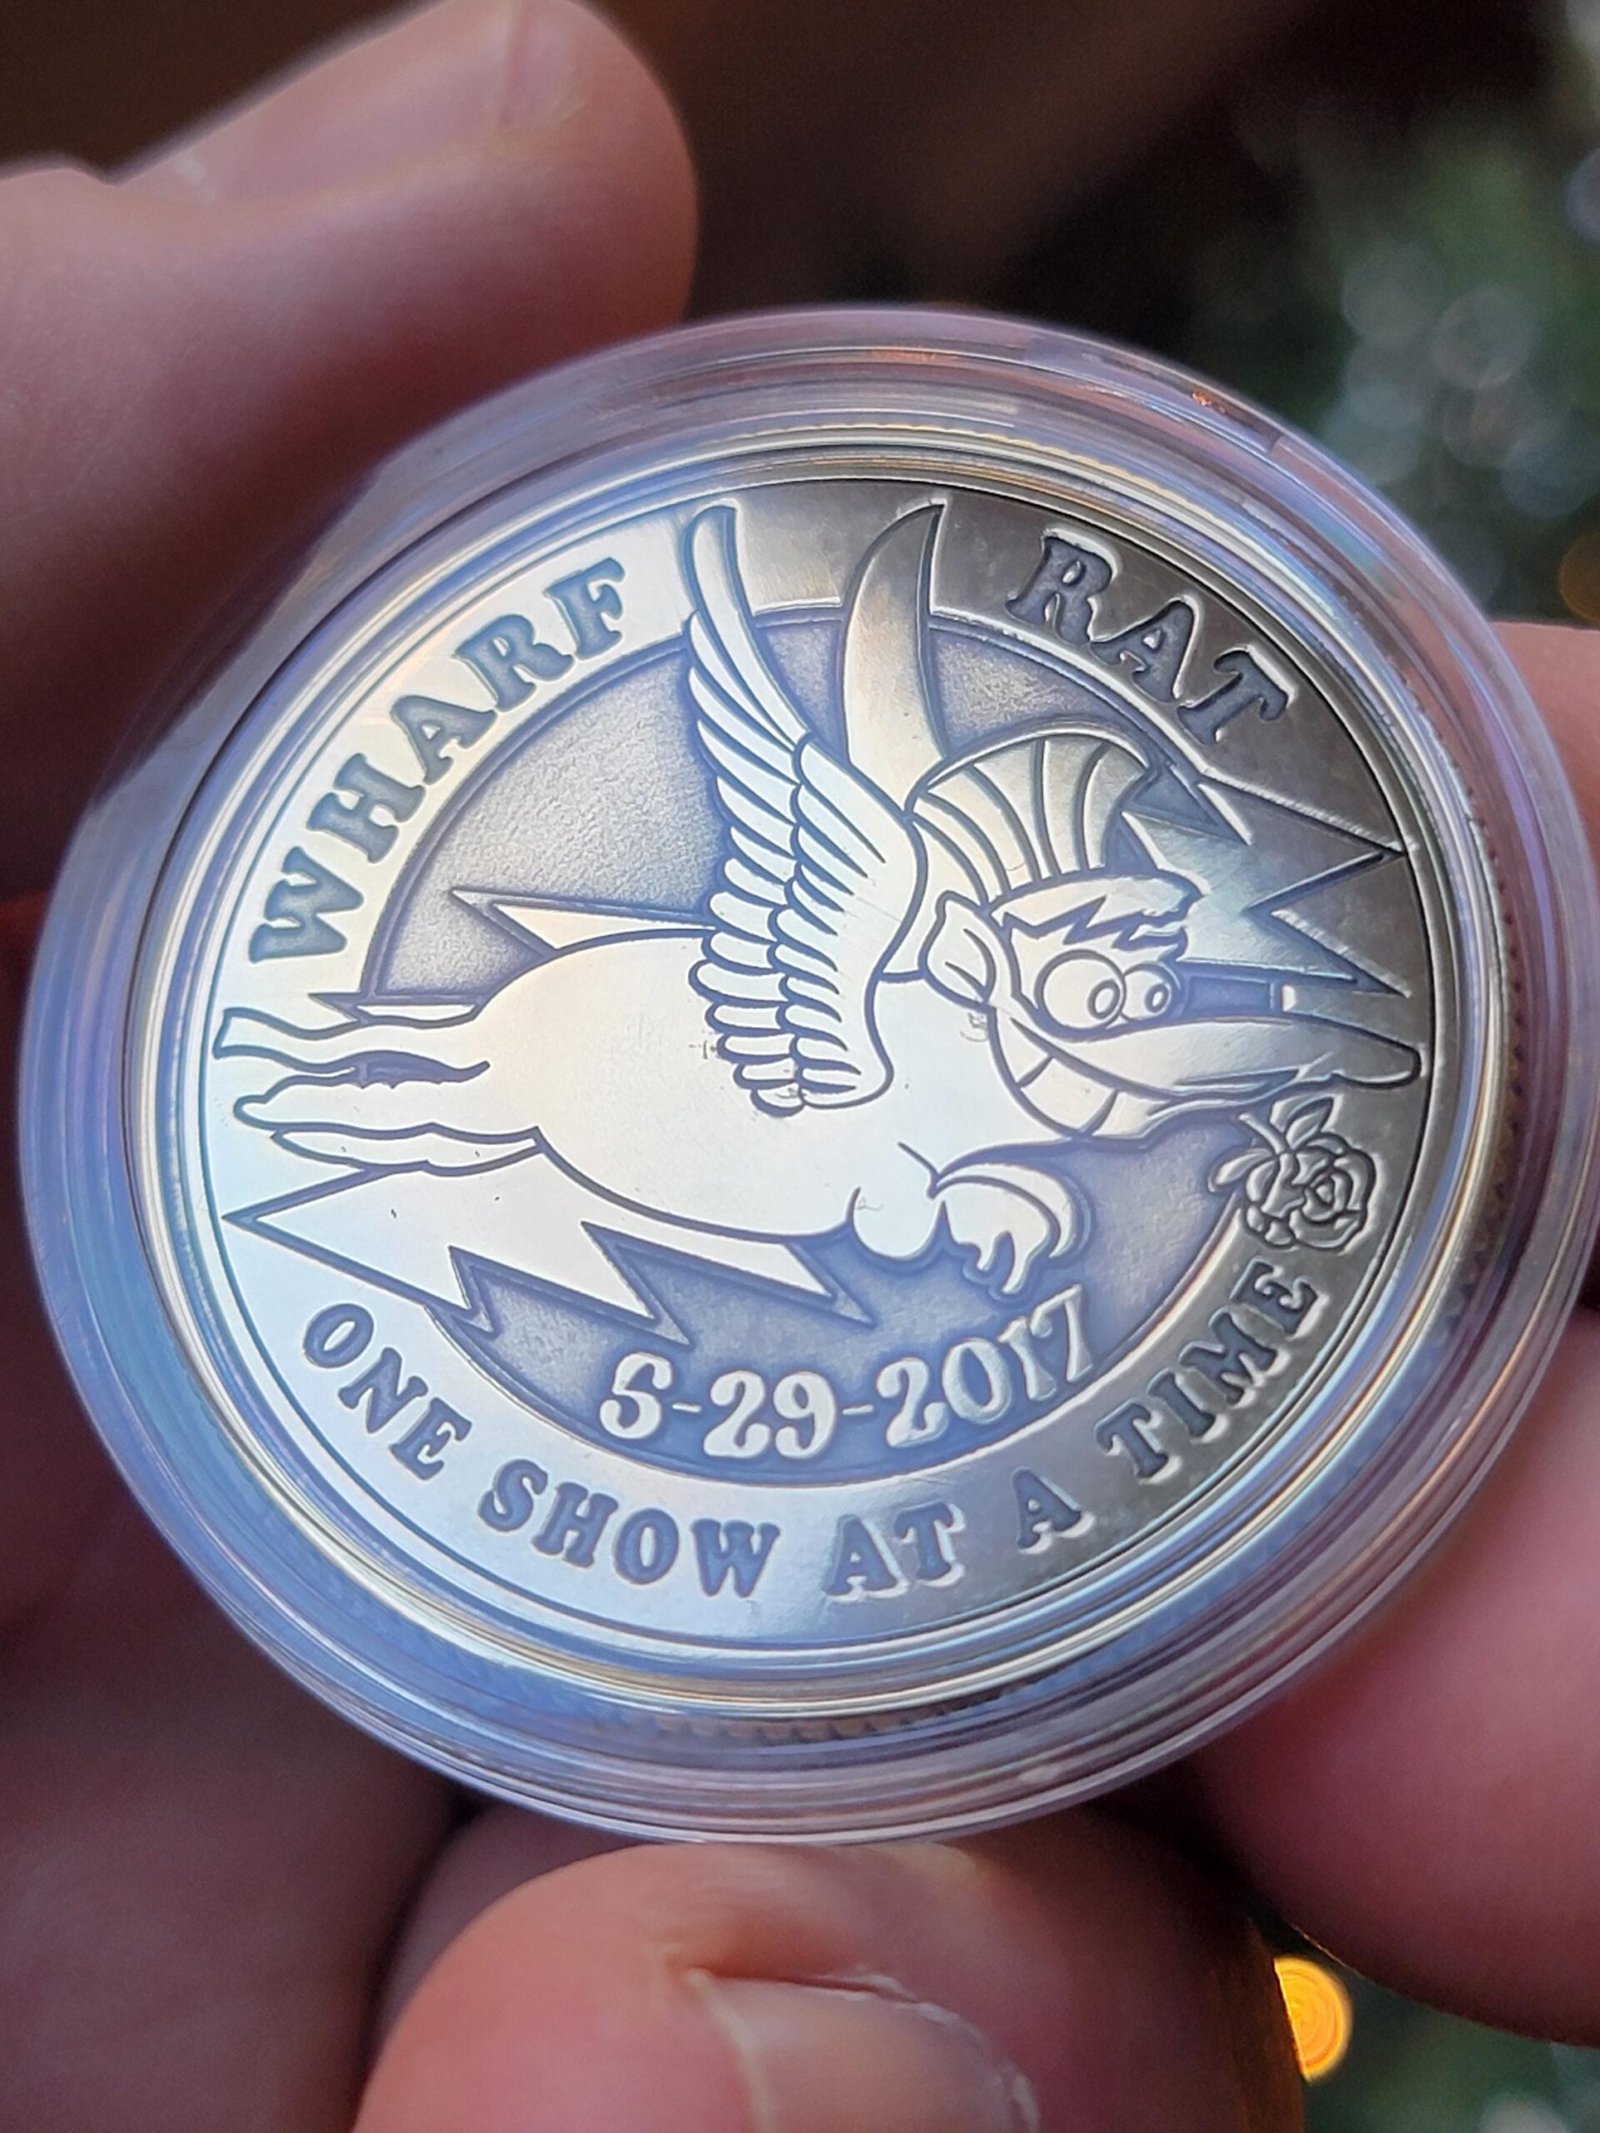 WHARF RAT
5-29-2017
ONE SHOW AT A TIME